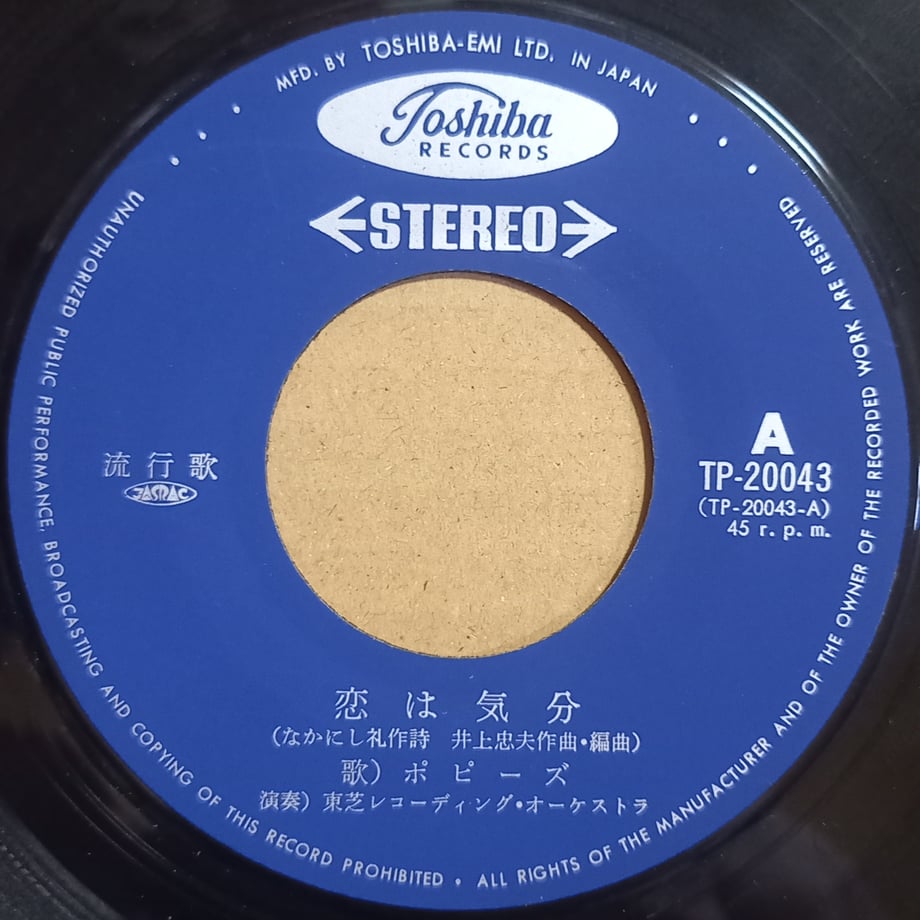 MFD. BY TOSHIBA-EMI LTD. IN JAPAN
Toshiba
RECORDS
STEREO
流行歌
JASRAC
A
TP-20043
(TP-20043-A)
45 r.p.m.
恋は気分
(なかにし礼作詩 井上忠夫作曲・編曲)
歌) ポピーズ
演奏) 東芝レコーディング・オーケストラ
UNAUTHORIZED PUBLIC PERFORMANCE, BROADCASTING AND COPYING OF THIS RECORD PROHIBITED • ALL RIGHTS OF THE MANUFACTURER AND OF THE OWNER OF THE RECORDED WORK ARE RESERVED